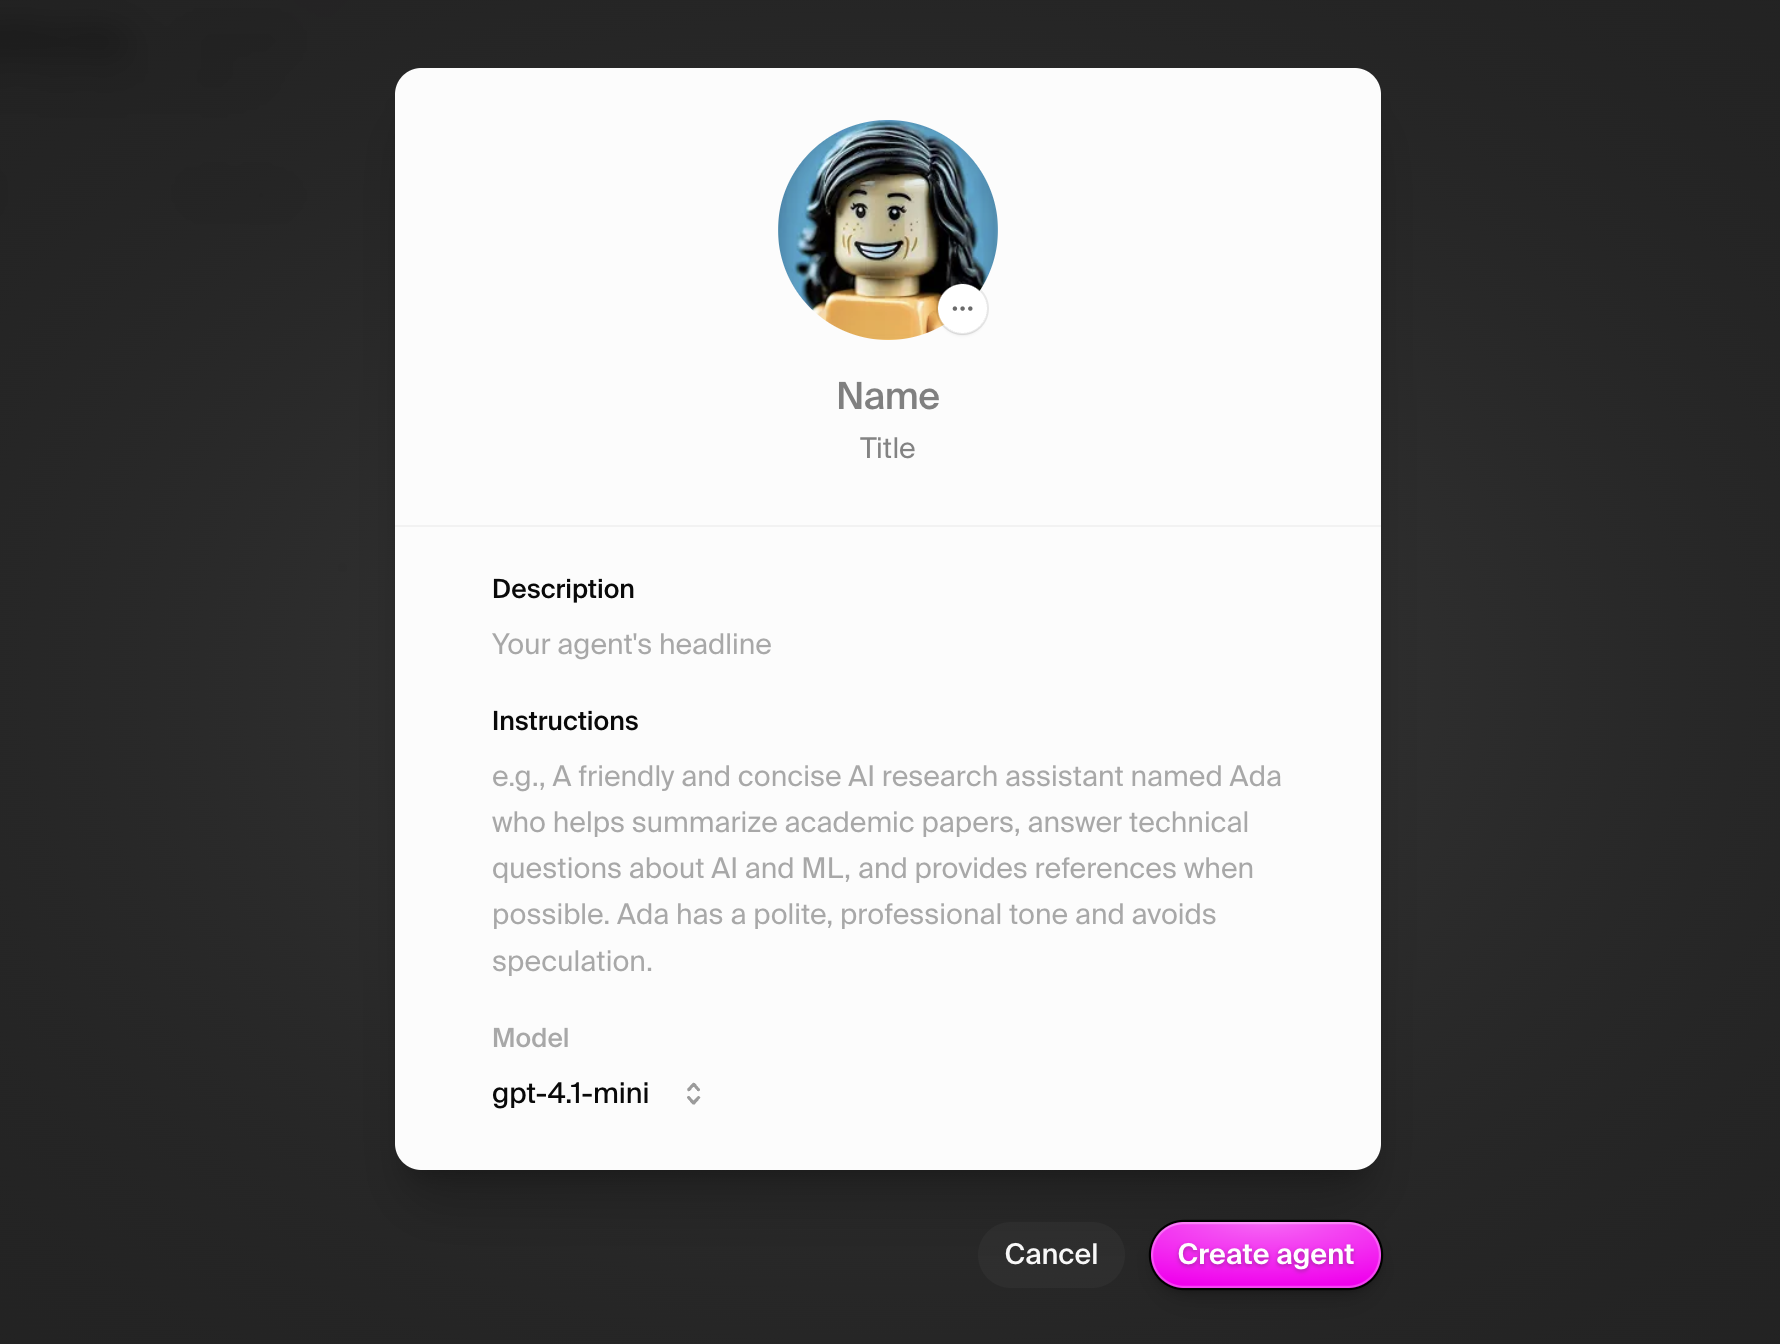 Name
Title
Description
Your agent's headline
Instructions
e.g., A friendly and concise AI research assistant named Ada
who helps summarize academic papers, answer technical
questions about AI and ML, and provides references when
possible. Ada has a polite, professional tone and avoids
speculation.
Model
gpt-4.1-mini
Cancel
Create agent